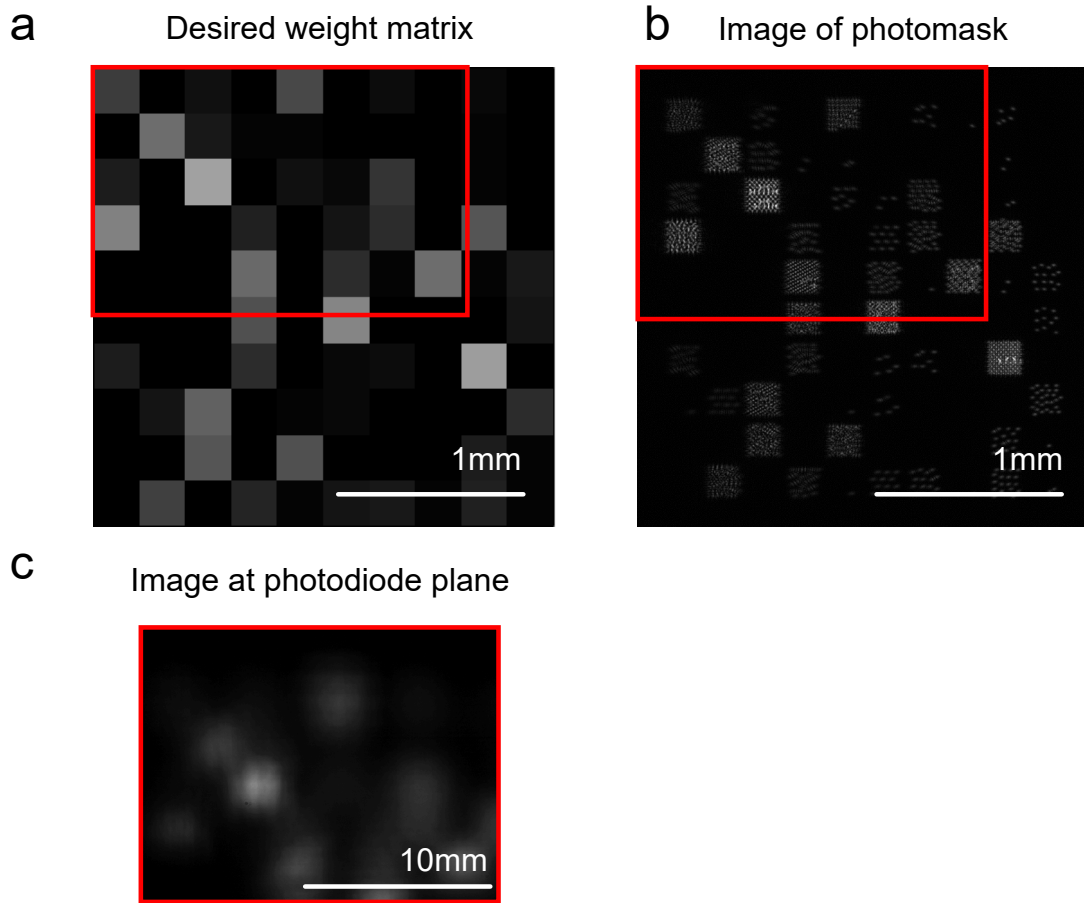 a
Desired weight matrix
1mm
b
Image of photomask
1mm
c
Image at photodiode plane
10mm